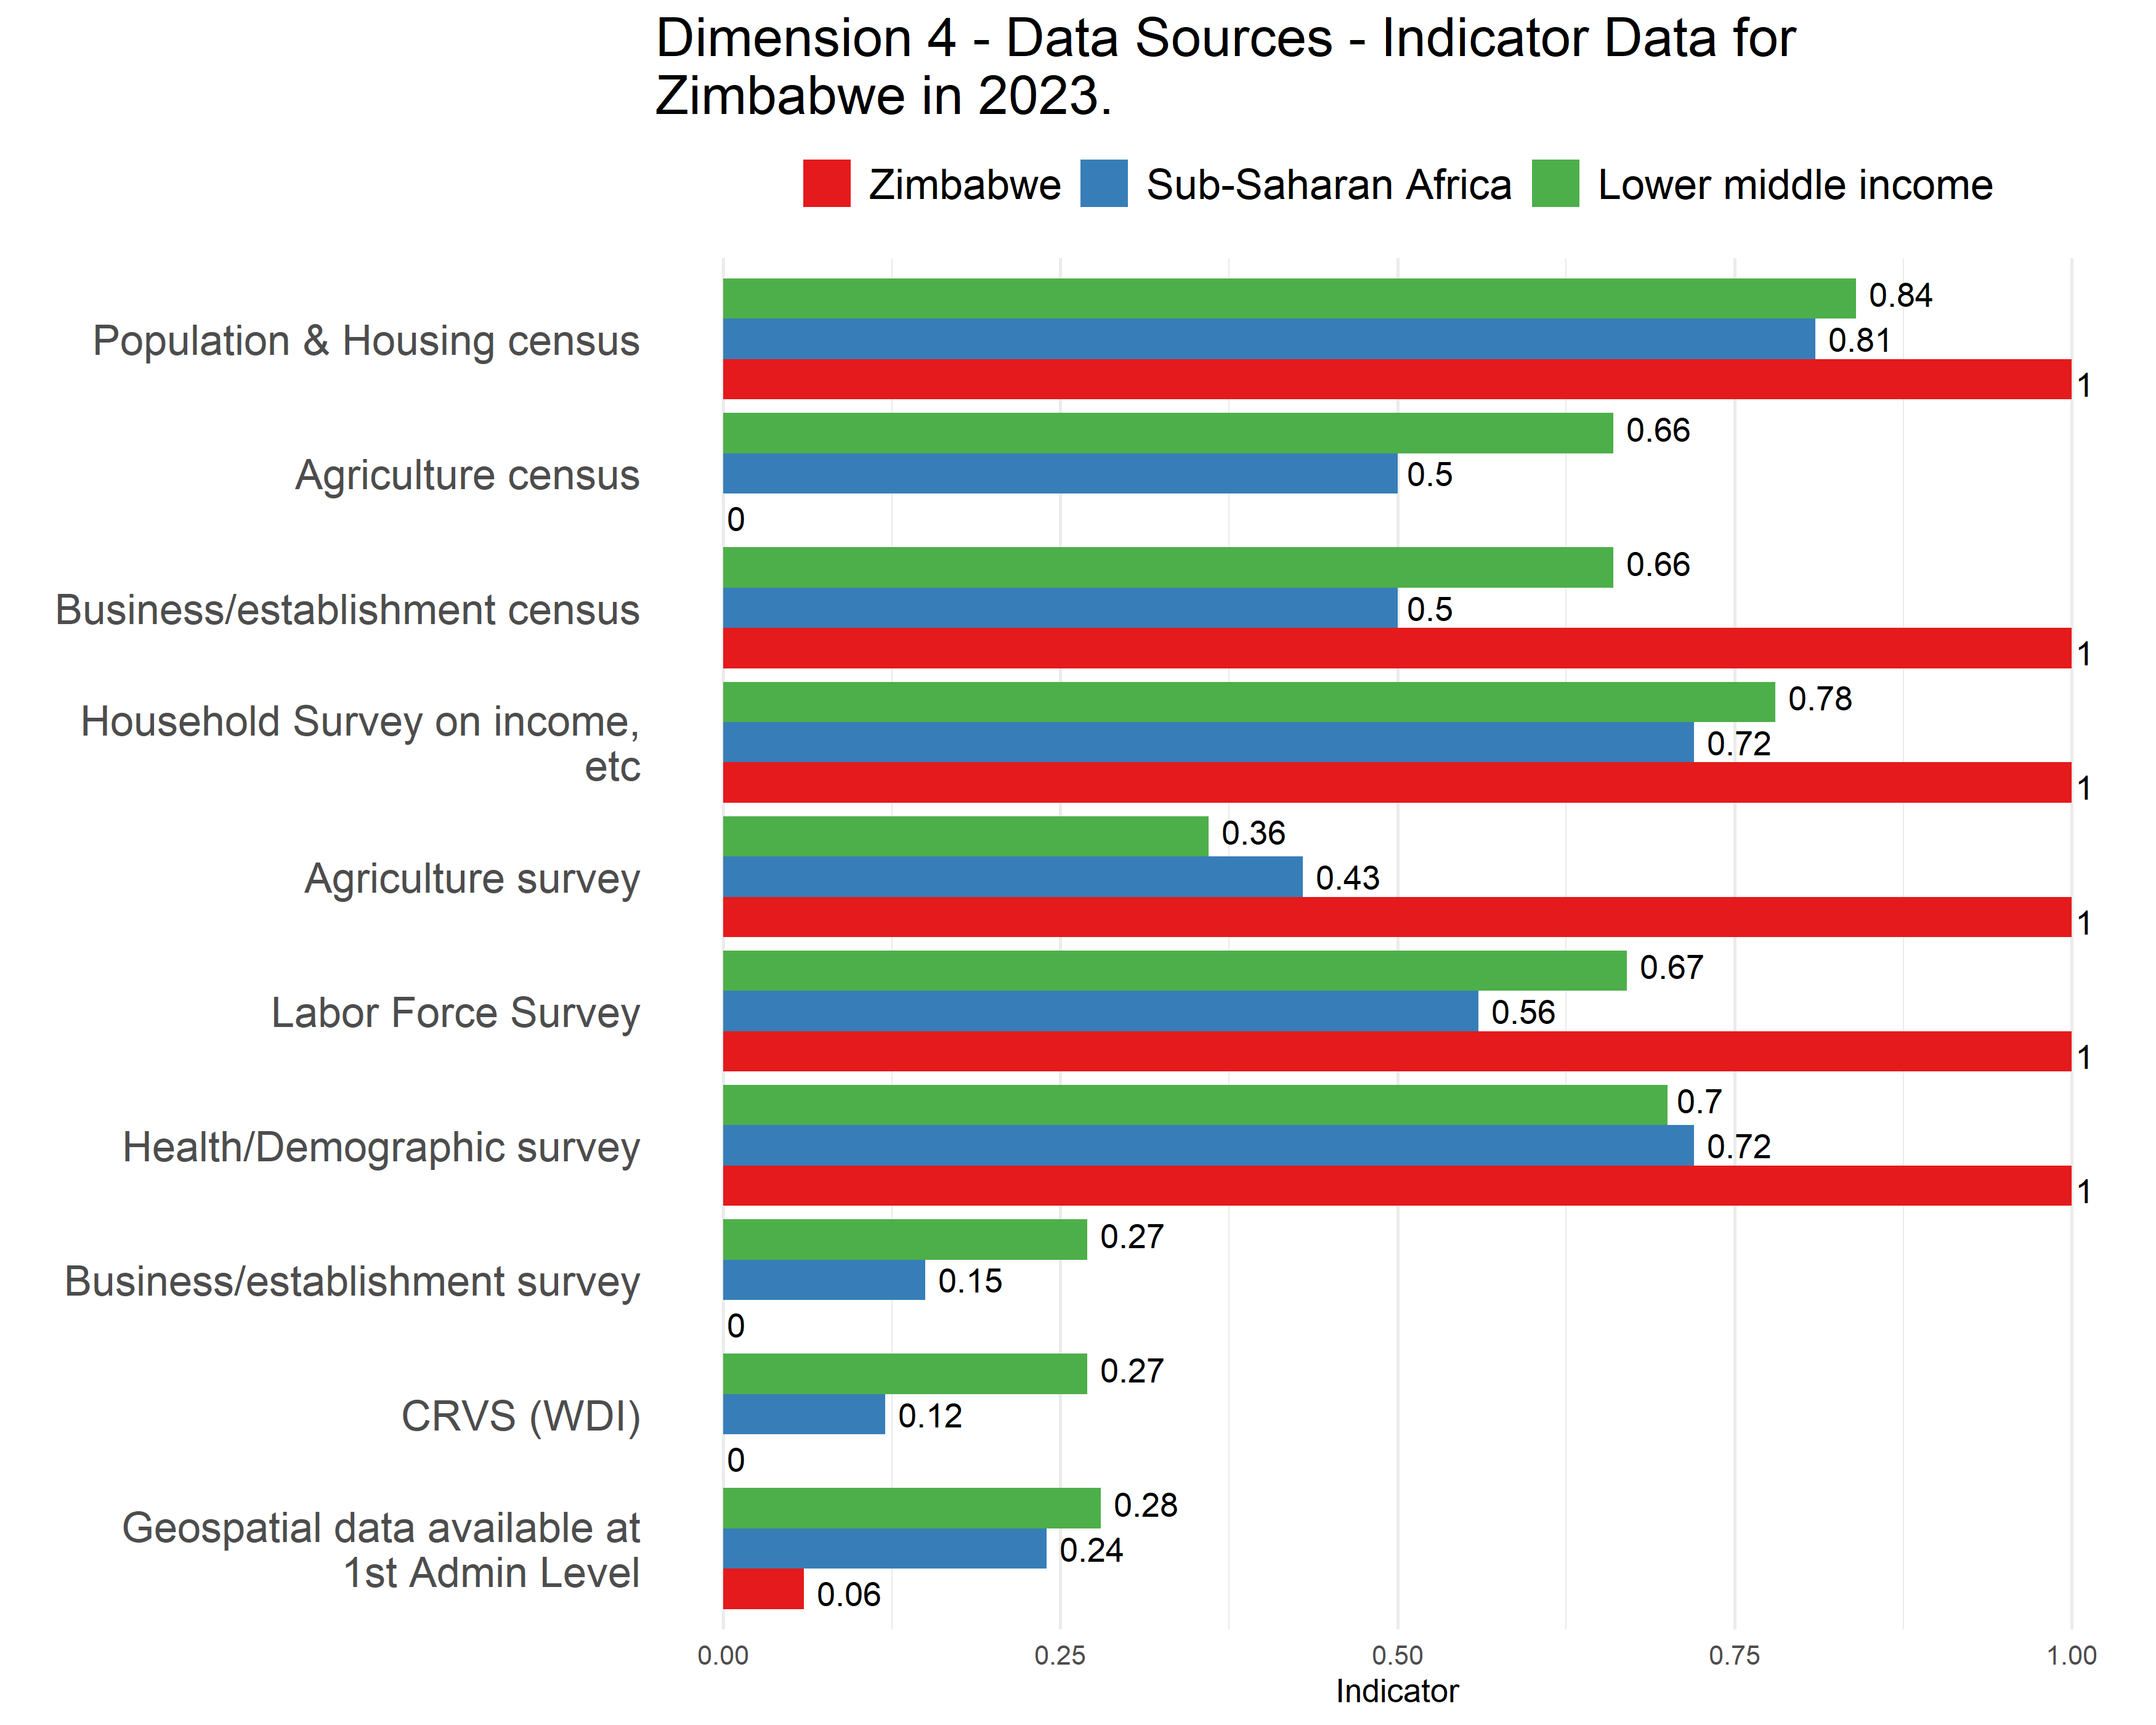 Dimension 4 - Data Sources - Indicator Data for
Zimbabwe in 2023.
Zimbabwe
Sub-Saharan Africa
Lower middle income
Population & Housing census
0.84
0.81
1
Agriculture census
0.66
0.5
0
Business/establishment census
0.66
0.5
1
Household Survey on income,
etc
0.78
0.72
1
Agriculture survey
0.36
0.43
1
Labor Force Survey
0.67
0.56
1
Health/Demographic survey
0.7
0.72
1
Business/establishment survey
0.27
0.15
0
CRVS (WDI)
0.27
0.12
0
Geospatial data available at
1st Admin Level
0.28
0.24
0.06
0.00
0.25
0.50
0.75
1.00
Indicator